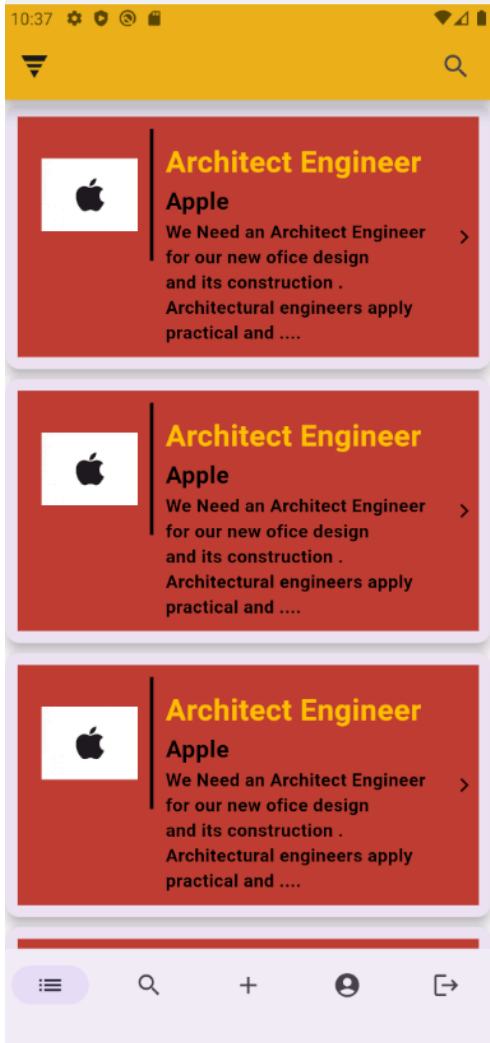 10:37
Architect Engineer
Apple
We Need an Architect Engineer
for our new ofice design
and its construction .
Architectural engineers apply
practical and ....
Architect Engineer
Apple
We Need an Architect Engineer
for our new ofice design
and its construction .
Architectural engineers apply
practical and ....
Architect Engineer
Apple
We Need an Architect Engineer
for our new ofice design
and its construction .
Architectural engineers apply
practical and ....